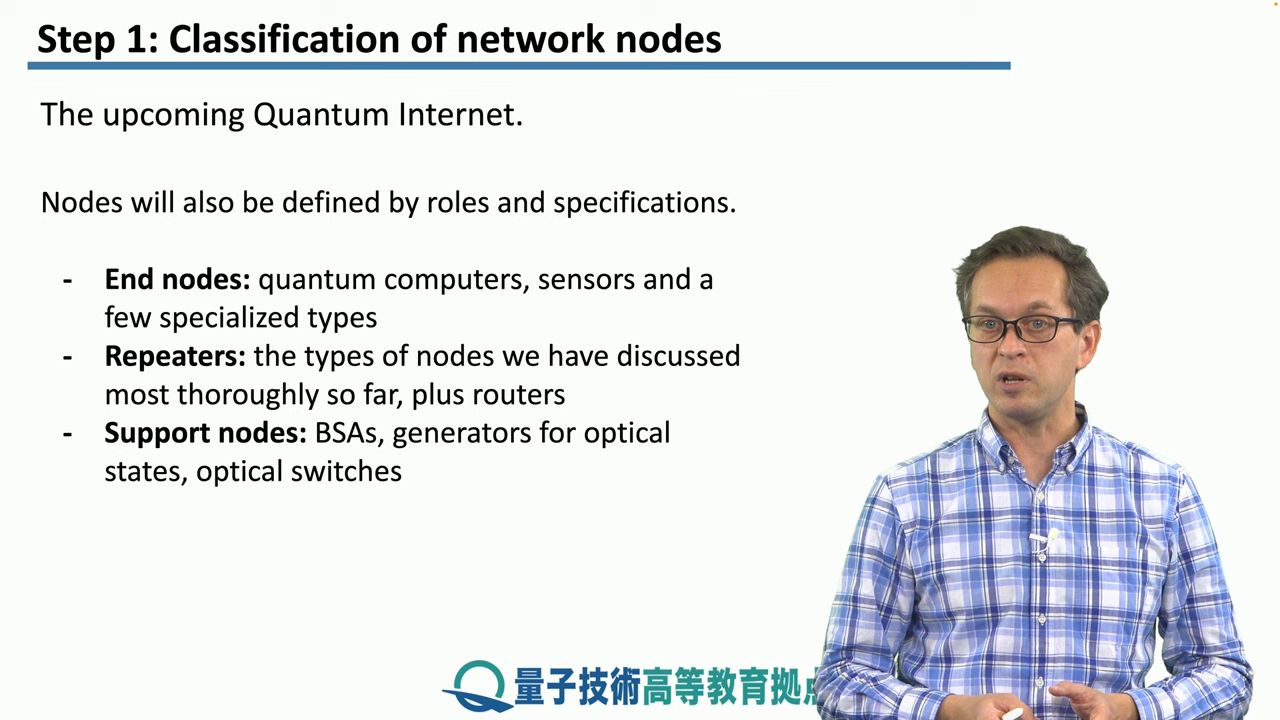 Step 1: Classification of network nodes
The upcoming Quantum Internet.
Nodes will also be defined by roles and specifications.
- End nodes: quantum computers, sensors and a
few specialized types
- Repeaters: the types of nodes we have discussed
most thoroughly so far, plus routers
- Support nodes: BSAs, generators for optical
states, optical switches
量子技術高等教育拠点